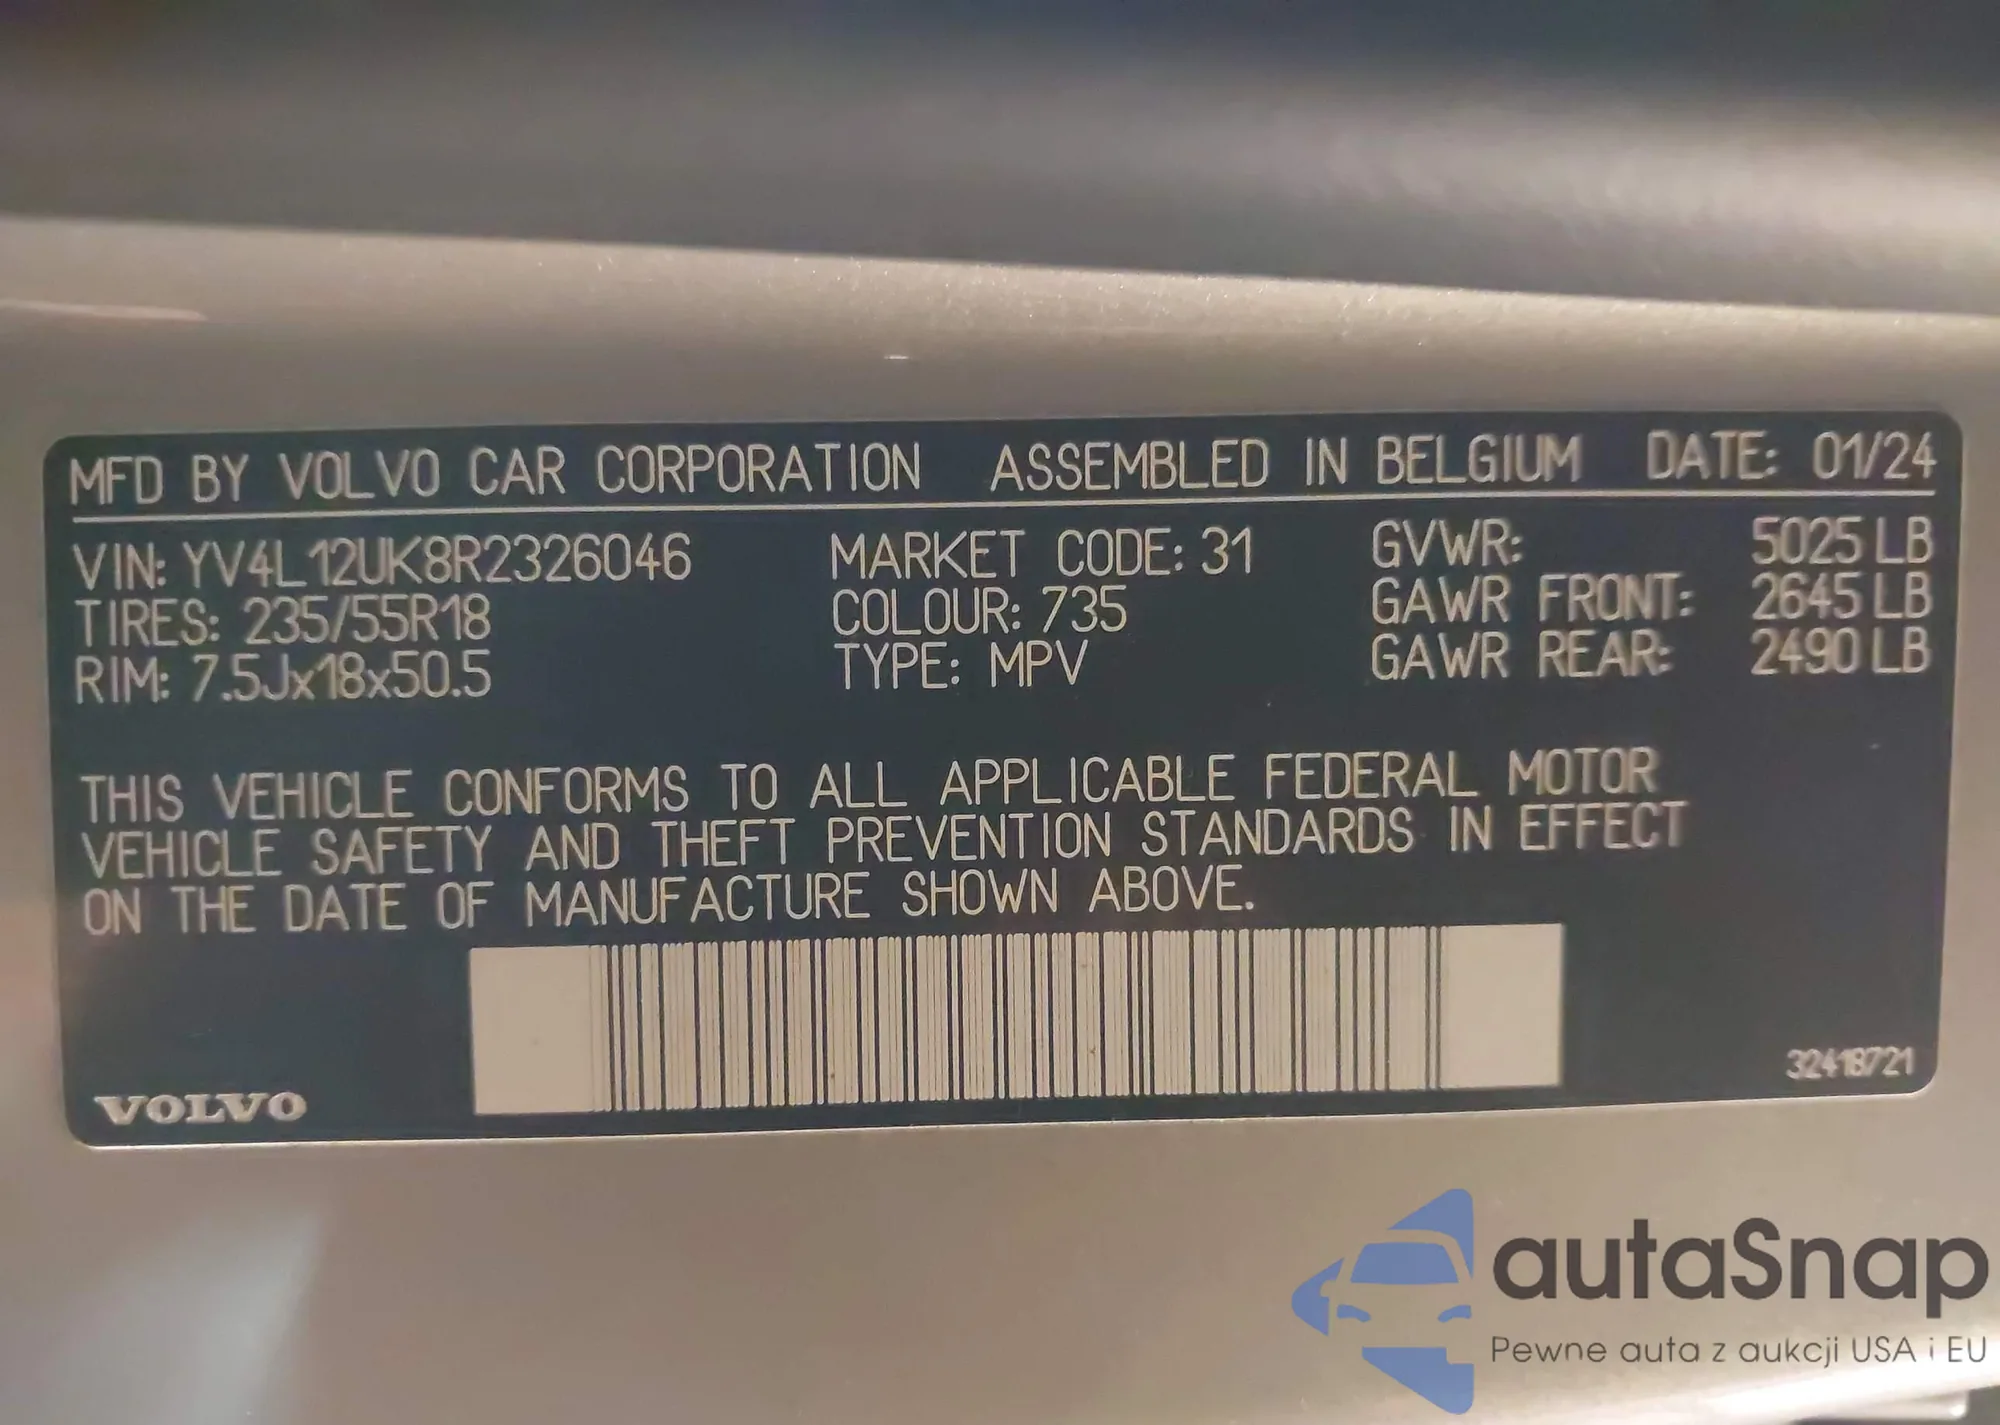 MFD BY VOLVO CAR CORPORATION ASSEMBLED IN BELGIUM DATE: 01/24
VIN: YV4L12UK8R2326046 MARKET CODE: 31 GVWR: 5025 LB
TIRES: 235/55R18 COLOUR: 735 GAWR FRONT: 2645 LB
RIM: 7.5Jx18x50.5 TYPE: MPV GAWR REAR: 2490 LB
THIS VEHICLE CONFORMS TO ALL APPLICABLE FEDERAL MOTOR
VEHICLE SAFETY AND THEFT PREVENTION STANDARDS IN EFFECT
ON THE DATE OF MANUFACTURE SHOWN ABOVE.
32418721
VOLVO
autaSnap
Pewne auta z aukcji USA i EU